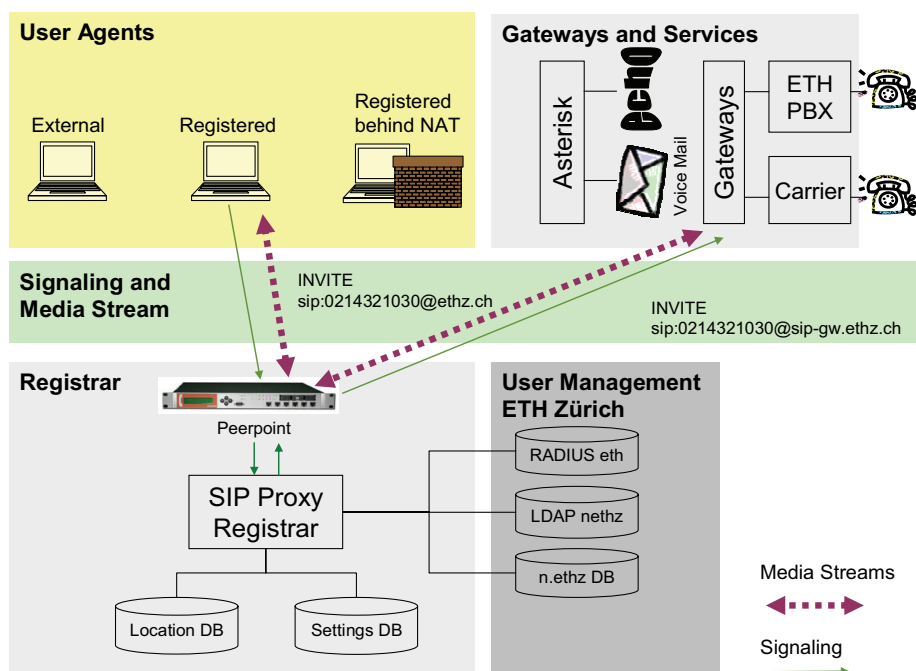 User Agents
External
Registered
Registered
behind NAT
Gateways and Services
Asterisk
echo
Voice Mail
Gateways
ETH
PBX
Carrier
Signaling and
Media Stream
INVITE
sip:0214321030@ethz.ch
INVITE
sip:0214321030@sip-gw.ethz.ch
Registrar
Peerpoint
SIP Proxy
Registrar
Location DB
Settings DB
User Management
ETH Zürich
RADIUS eth
LDAP nethz
n.ethz DB
Media Streams
Signaling